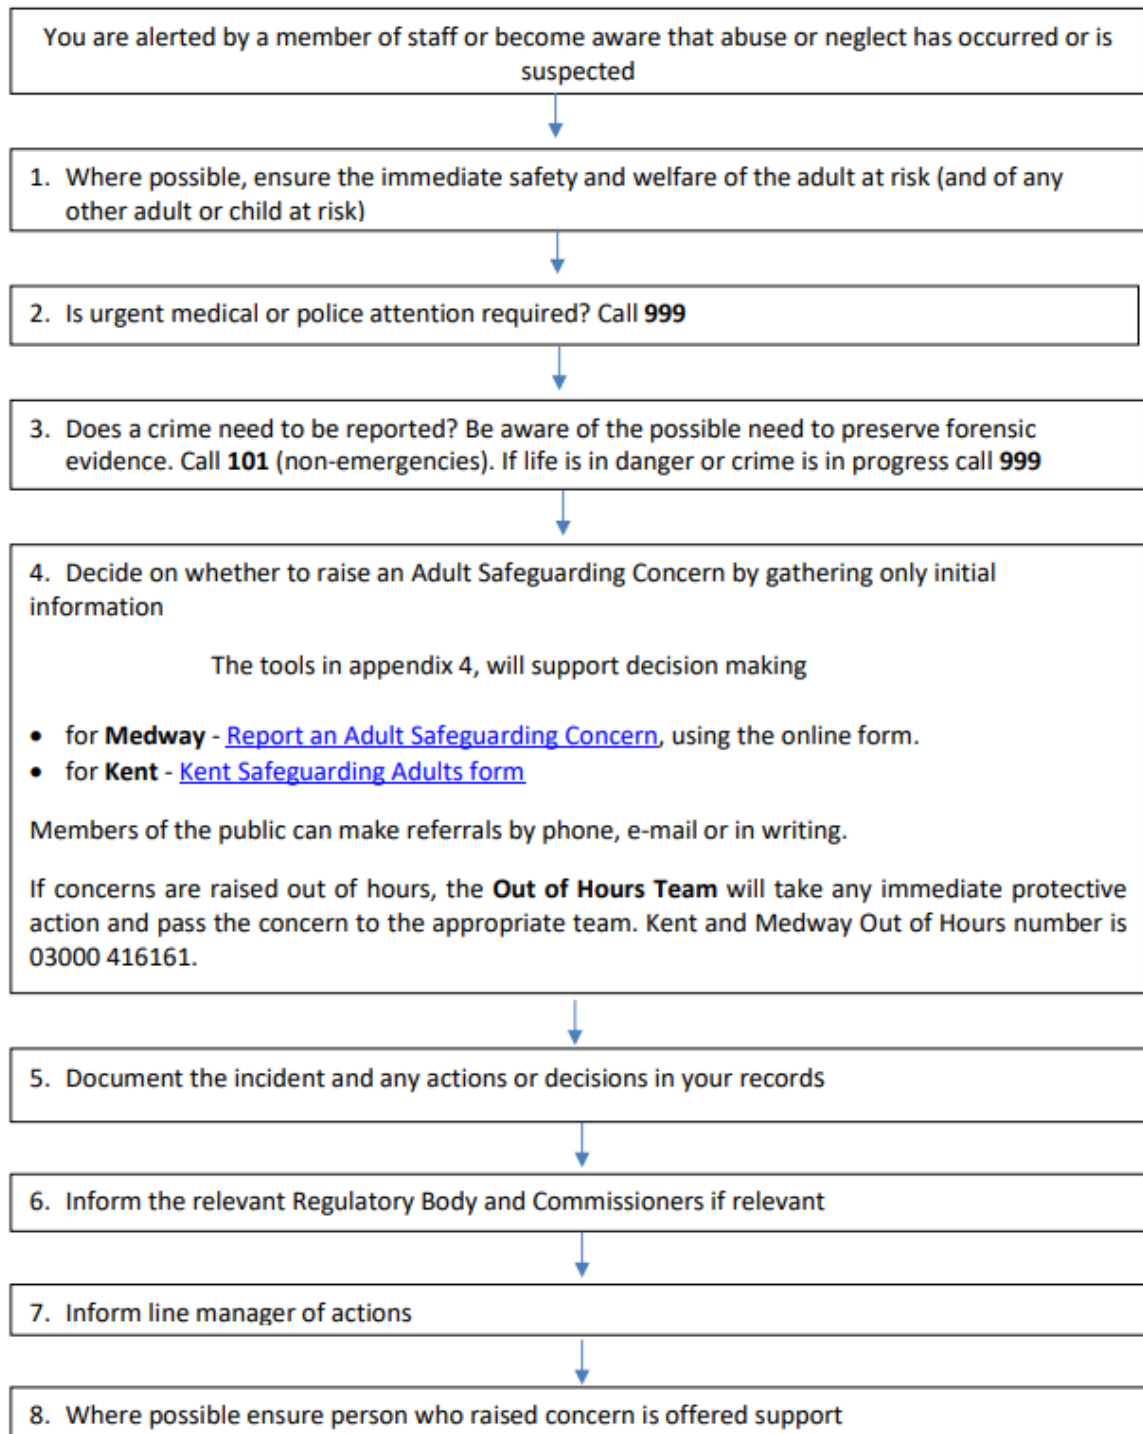 You are alerted by a member of staff or become aware that abuse or neglect has occurred or is
suspected
1. Where possible, ensure the immediate safety and welfare of the adult at risk (and of any
other adult or child at risk)
2. Is urgent medical or police attention required? Call 999
3. Does a crime need to be reported? Be aware of the possible need to preserve forensic
evidence. Call 101 (non-emergencies). If life is in danger or crime is in progress call 999
4. Decide on whether to raise an Adult Safeguarding Concern by gathering only initial
information
The tools in appendix 4, will support decision making
• for Medway - Report an Adult Safeguarding Concern, using the online form.
• for Kent - Kent Safeguarding Adults form
Members of the public can make referrals by phone, e-mail or in writing.
If concerns are raised out of hours, the Out of Hours Team will take any immediate protective
action and pass the concern to the appropriate team. Kent and Medway Out of Hours number is
03000 416161.
5. Document the incident and any actions or decisions in your records
6. Inform the relevant Regulatory Body and Commissioners if relevant
7. Inform line manager of actions
8. Where possible ensure person who raised concern is offered support